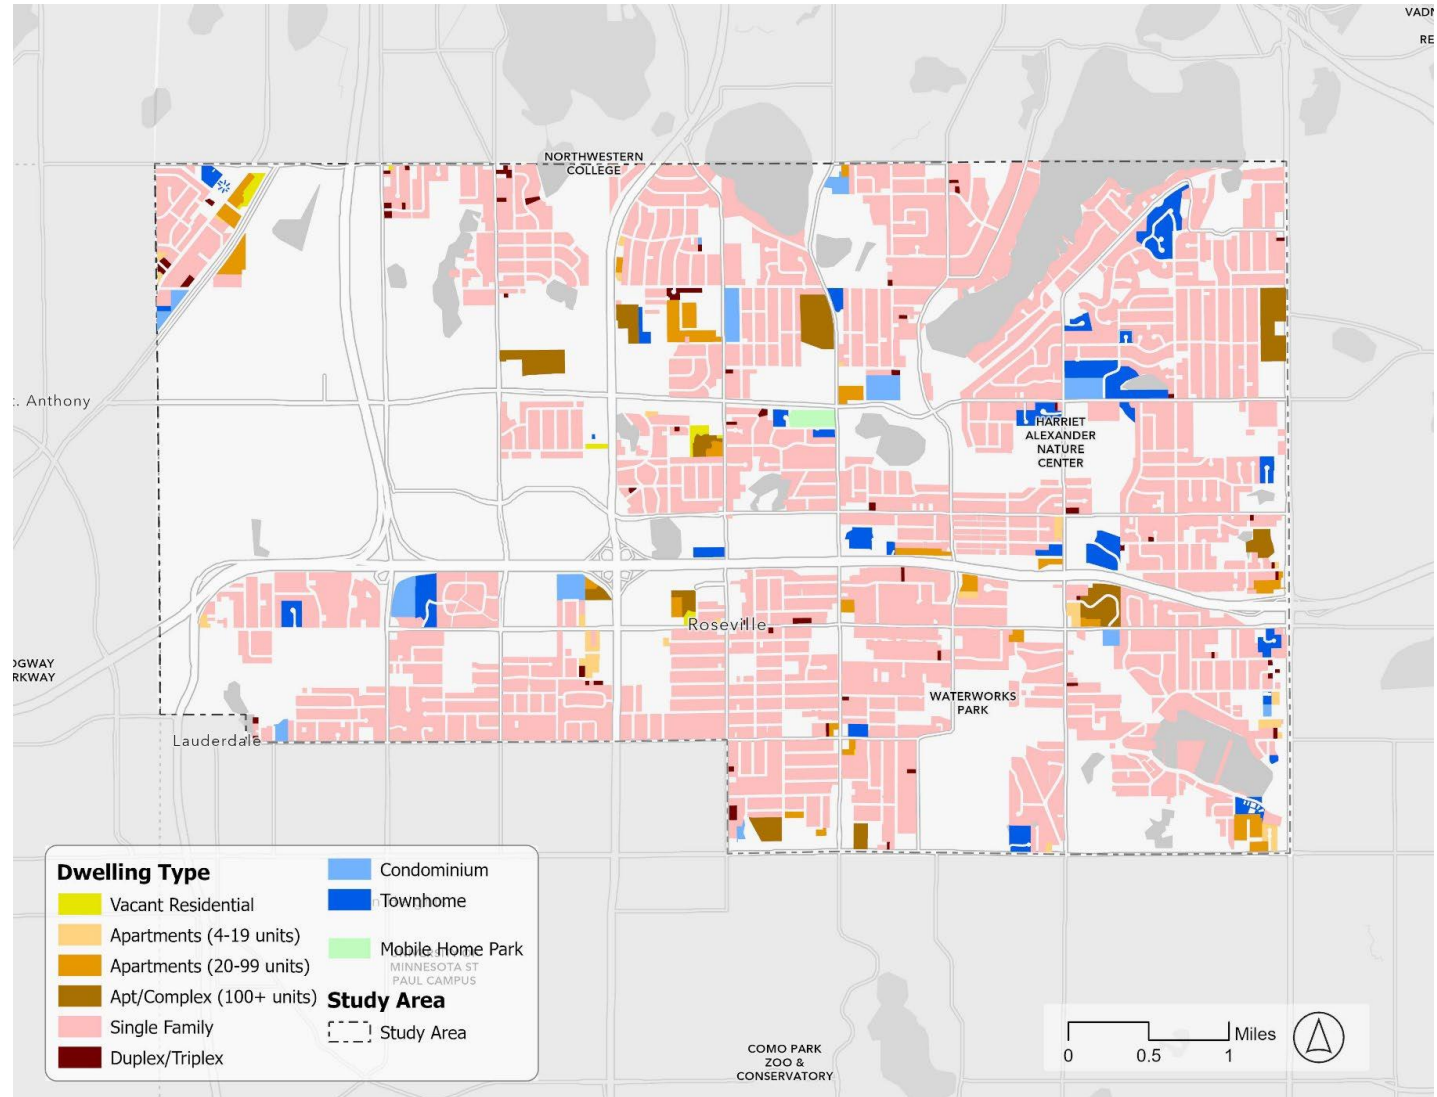 VADN
RE
NORTHWESTERN
COLLEGE
t. Anthony
HARRIET
ALEXANDER
NATURE
CENTER
Roseville
DGWAY
RKWAY
WATERWORKS
PARK
Lauderdale
Dwelling Type
Vacant Residential
Apartments (4-19 units)
Apartments (20-99 units)
Apt/Complex (100+ units)
Single Family
Duplex/Triplex
Condominium
Townhome
Mobile Home Park
MINNESOTA ST
PAUL CAMPUS
Study Area
Study Area
COMO PARK
ZOO &
CONSERVATORY
0 0.5 1 Miles